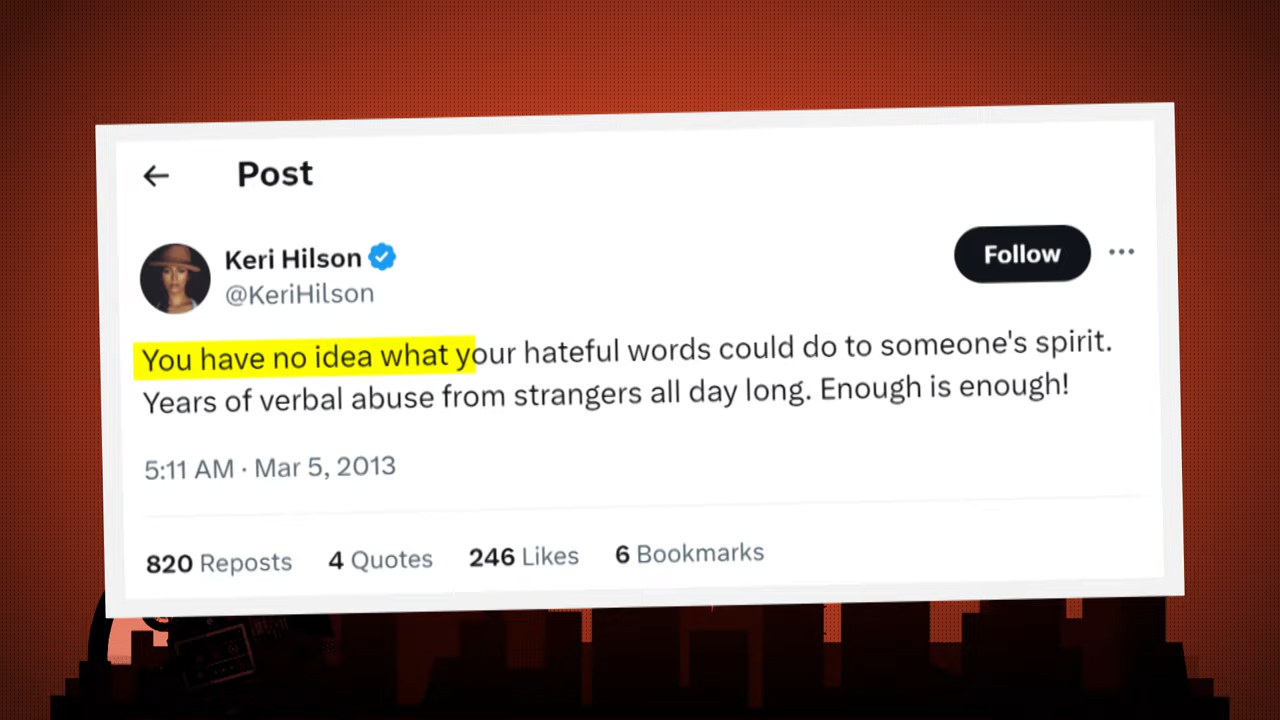 Post
Keri Hilson
@KeriHilson
Follow
You have no idea what your hateful words could do to someone's spirit.
Years of verbal abuse from strangers all day long. Enough is enough!
5:11 AM · Mar 5, 2013
820 Reposts 4 Quotes 246 Likes 6 Bookmarks